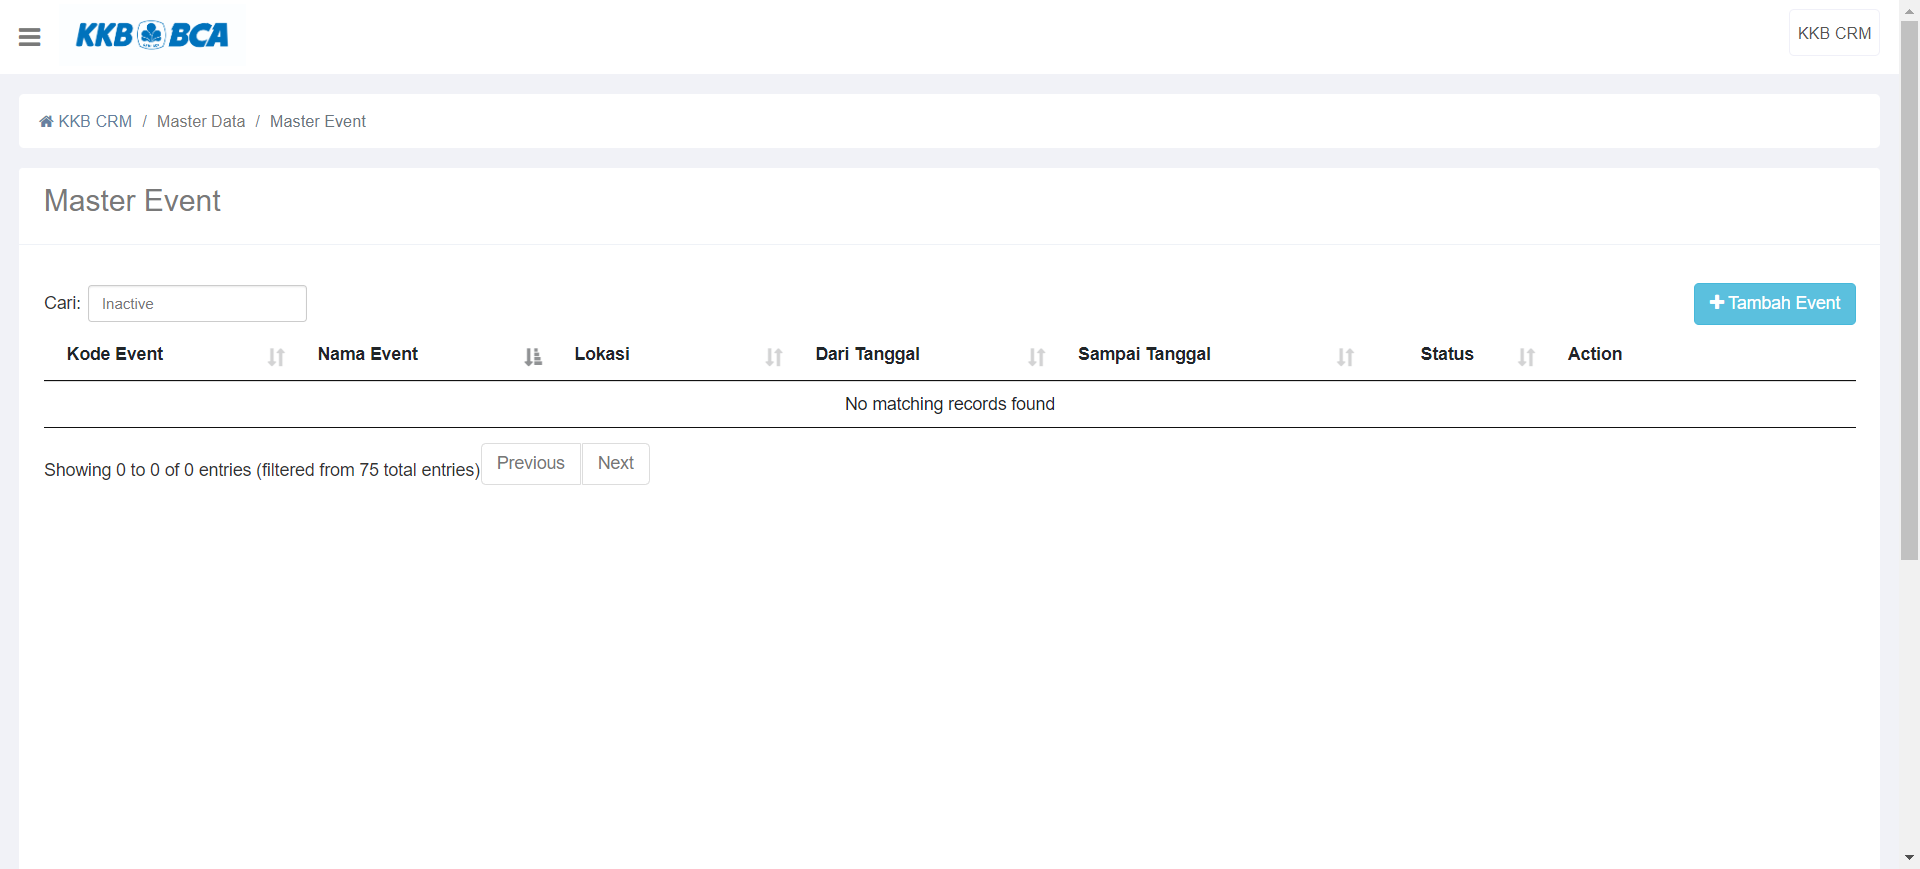 KKB BCA
KKB CRM
KKB CRM / Master Data / Master Event
Master Event
Cari: Inactive
Tambah Event
Kode Event Nama Event Lokasi Dari Tanggal Sampai Tanggal Status Action
No matching records found
Showing 0 to 0 of 0 entries (filtered from 75 total entries) Previous Next